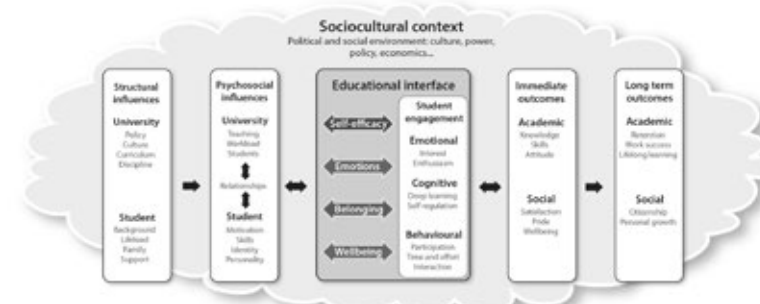 Sociocultural context
Political and social environment; culture, power,
policy, economics...
Structural
influences
University
Policy
Culture
Curriculum
Discipline
Student
Background
Lifeload
Family
Support
Psychosocial
influences
University
Teaching
Workload
Students
Relationships
Student
Motivation
Skills
Identity
Personality
Educational interface
Self-efficacy
Emotions
Belonging
Wellbeing
Student
engagement
Emotional
Interest
Enthusiasm
Cognitive
Deep learning
Self-regulation
Behavioural
Participation
Time and effort
Interaction
Immediate
outcomes
Academic
Knowledge
Skills
Attitude
Social
Satisfaction
Pride
Wellbeing
Long term
outcomes
Academic
Retention
Work success
Lifelong learning
Social
Citizenship
Personal growth